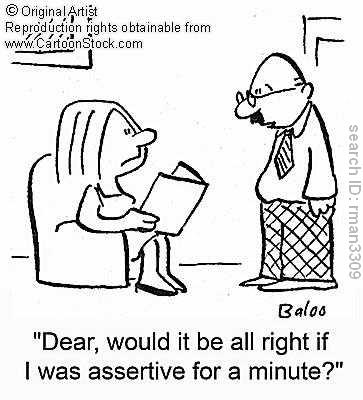 © Original Artist
Reproduction rights obtainable from
www.CartoonStock.com
search ID: rman3309
Baloo
"Dear, would it be all right if
I was assertive for a minute?"